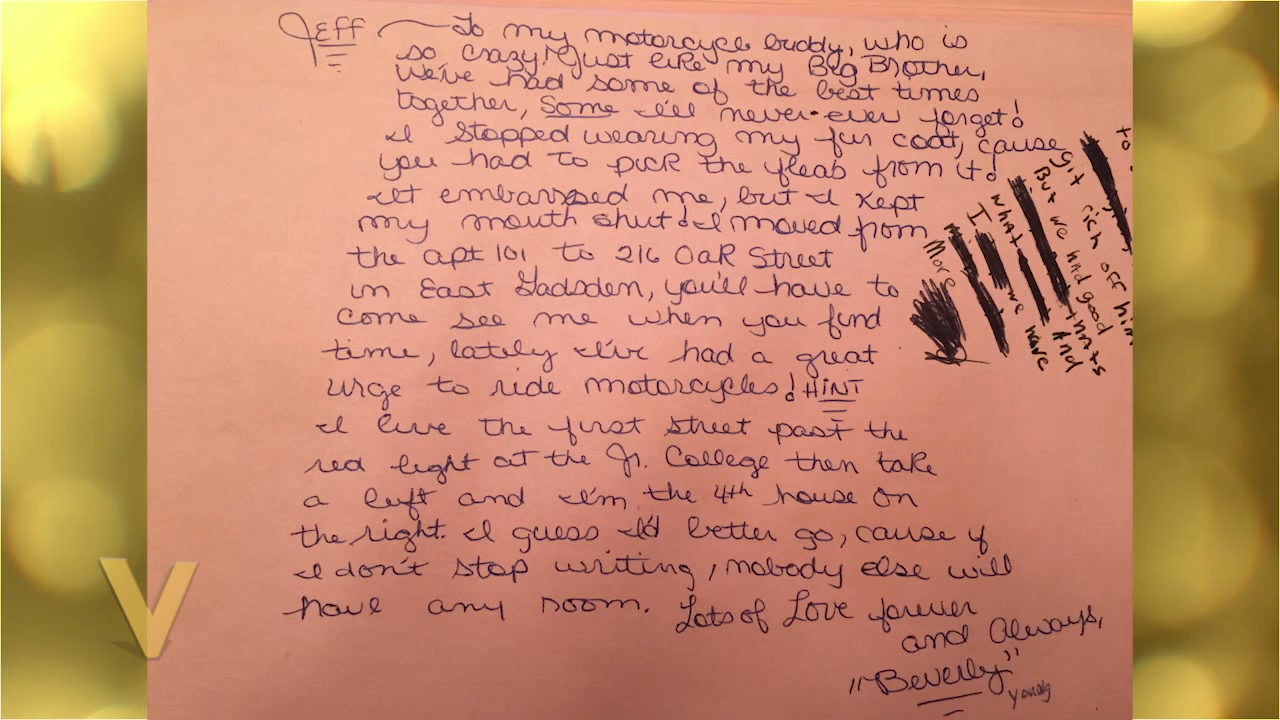 Jeff To my motorcycle buddy, who is
so crazy! Just like my Big Brother,
we've had some of the best times
together, Some I'll never-ever forget!
I stopped wearing my fur coat, cause
you had to pick the fleas from it!
It embarssed me, but I kept
my mouth shut! I moved from
the apt 101 to 216 Oak Street
in East Gadsden, you'll have to
come see me when you find
time, lately I've had a great
urge to ride motorcycles! HiNT
I live the first street past the
red light at the Jr. College then take
a left and I'm the 4th house on
the right. I guess I'd better go, cause if
I don't stop writing, nobody else will
have any room. Lots of Love forever
and Always,
"Beverly"
Young
to
git rich off him
But we had good
what and
I we have
More
V